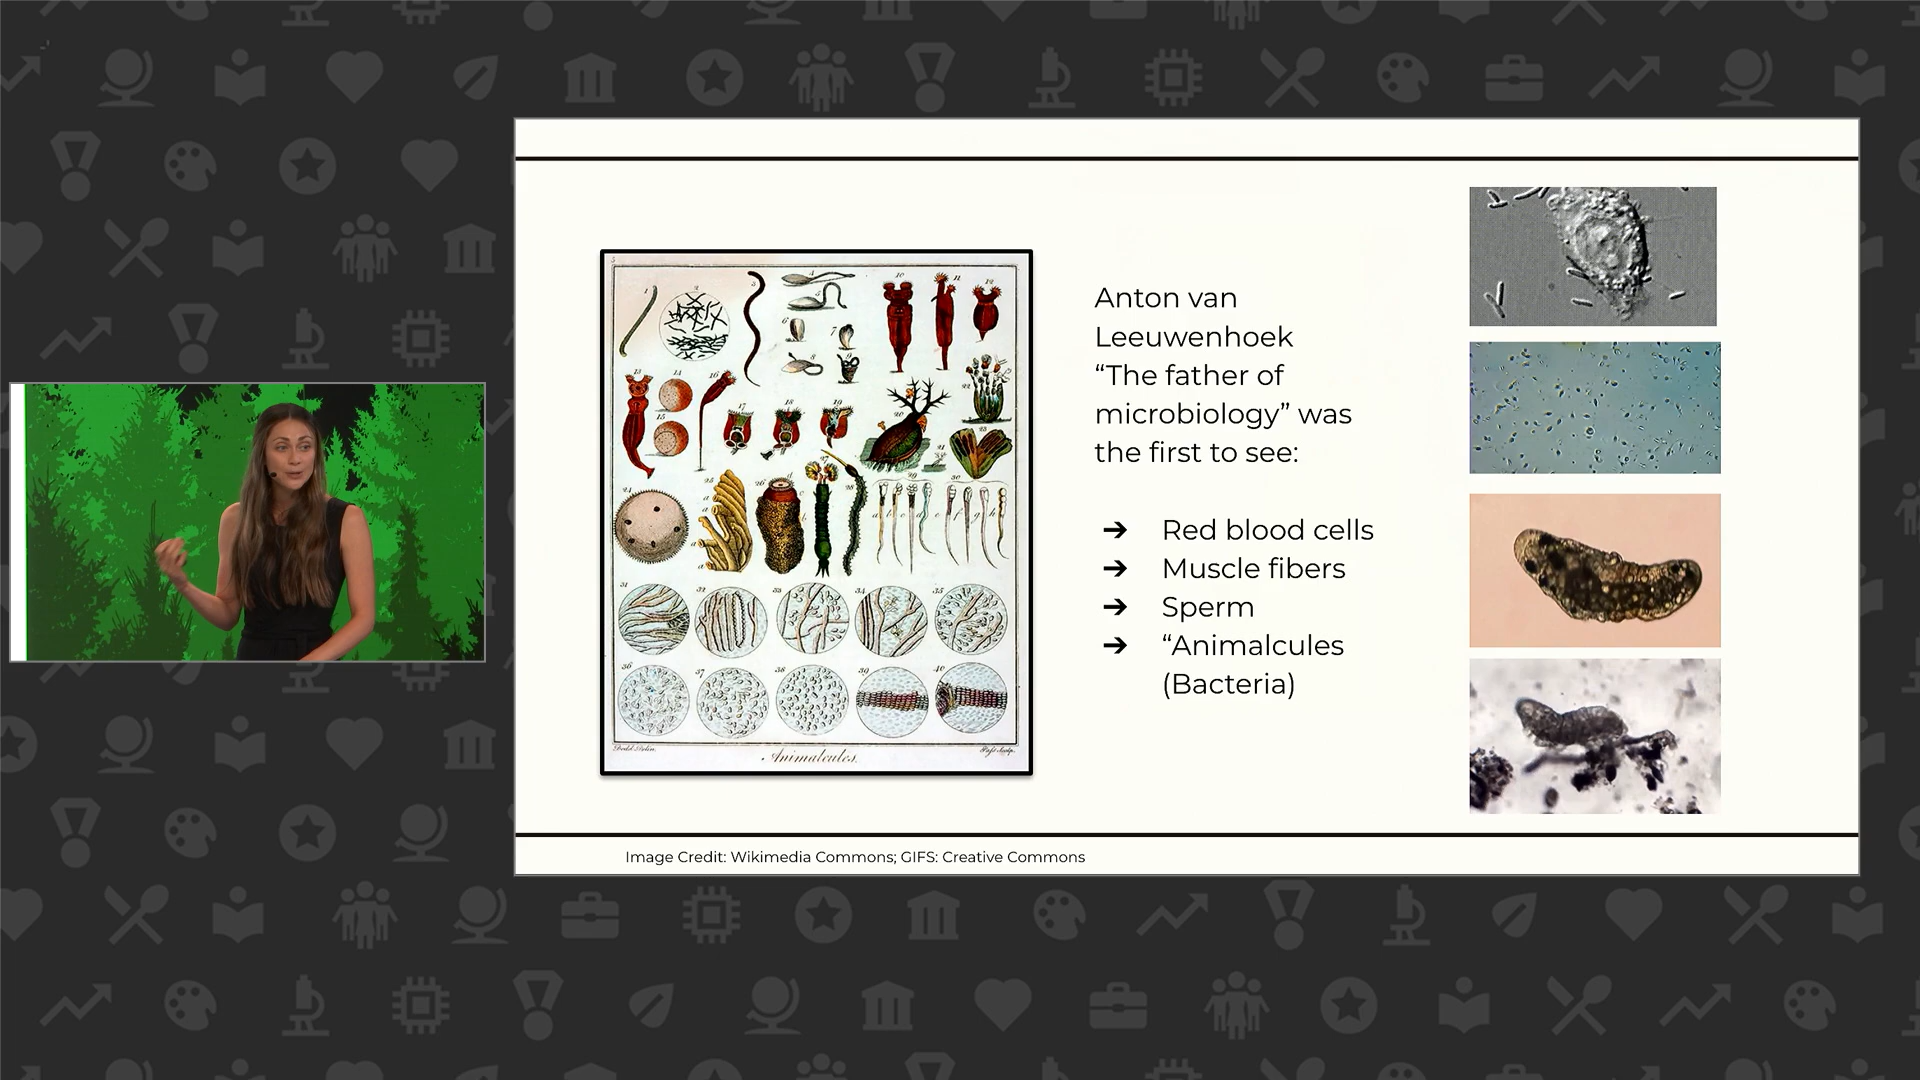 Anton van
Leeuwenhoek
“The father of
microbiology” was
the first to see:
➔ Red blood cells
➔ Muscle fibers
➔ Sperm
➔ “Animalcules
(Bacteria)
Animalcules.
Image Credit: Wikimedia Commons; GIFS: Creative Commons